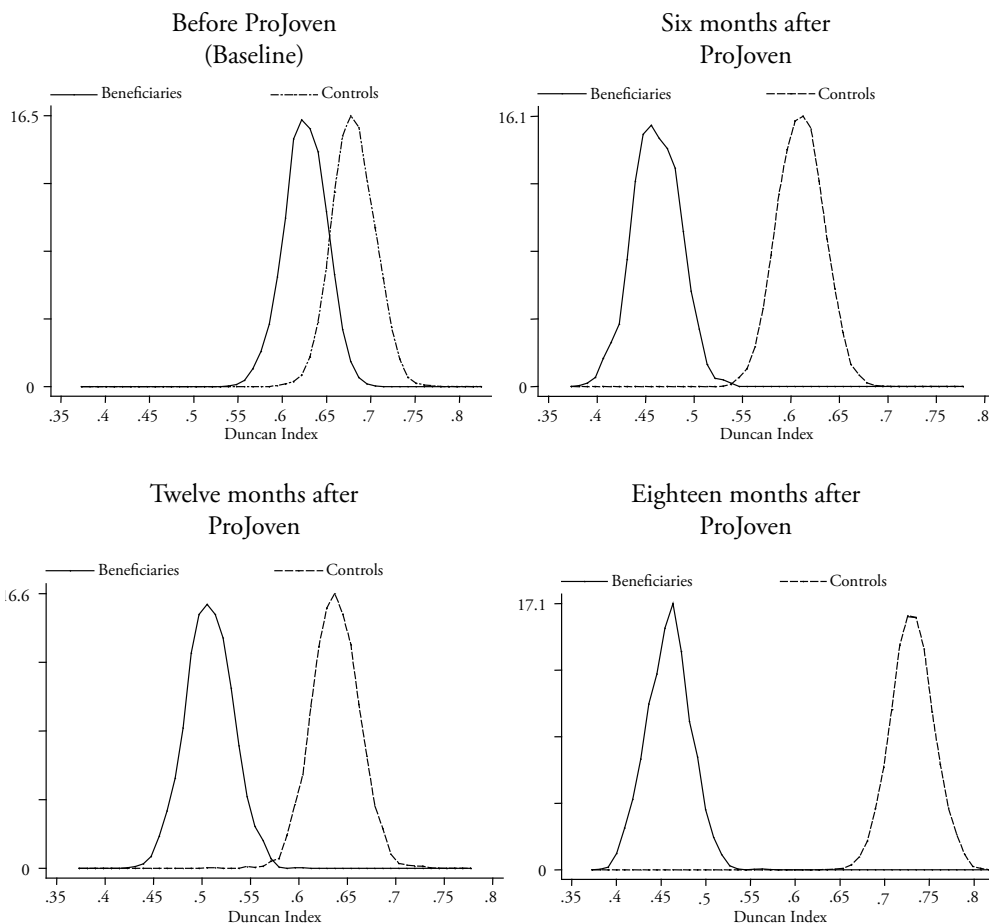 Before ProJoven
(Baseline)
Beneficiaries Controls
16.5
0
.35 .4 .45 .5 .55 .6 .65 .7 .75 .8
Duncan Index
Six months after
ProJoven
Beneficiaries Controls
16.1
0
.35 .4 .45 .5 .55 .6 .65 .7 .75 .8
Duncan Index
Twelve months after
ProJoven
Beneficiaries Controls
6.6
0
.35 .4 .45 .5 .55 .6 .65 .7 .75 .8
Duncan Index
Eighteen months after
ProJoven
Beneficiaries Controls
17.1
0
.35 .4 .45 .5 .55 .6 .65 .7 .75 .8
Duncan Index